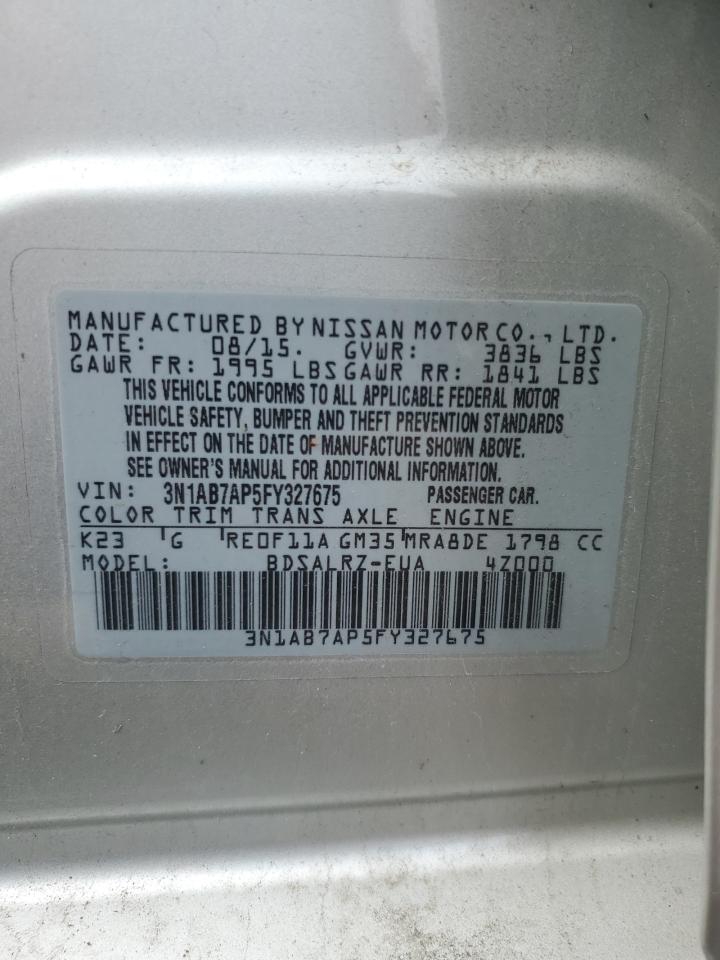 MANUFACTURED BY NISSAN MOTOR CO., LTD.
DATE: 08/15. GVWR: 3836 LBS
GAWR FR: 1995 LBS GAWR RR: 1841 LBS
THIS VEHICLE CONFORMS TO ALL APPLICABLE FEDERAL MOTOR
VEHICLE SAFETY, BUMPER AND THEFT PREVENTION STANDARDS
IN EFFECT ON THE DATE OF MANUFACTURE SHOWN ABOVE.
SEE OWNER'S MANUAL FOR ADDITIONAL INFORMATION.
VIN: 3N1AB7AP5FY327675 PASSENGER CAR.
COLOR TRIM TRANS AXLE ENGINE
K23 G RE0F11A GM35 MRA8DE 1798 CC
MODEL: BDSALRZ-EUA 4Z000
3N1AB7AP5FY327675